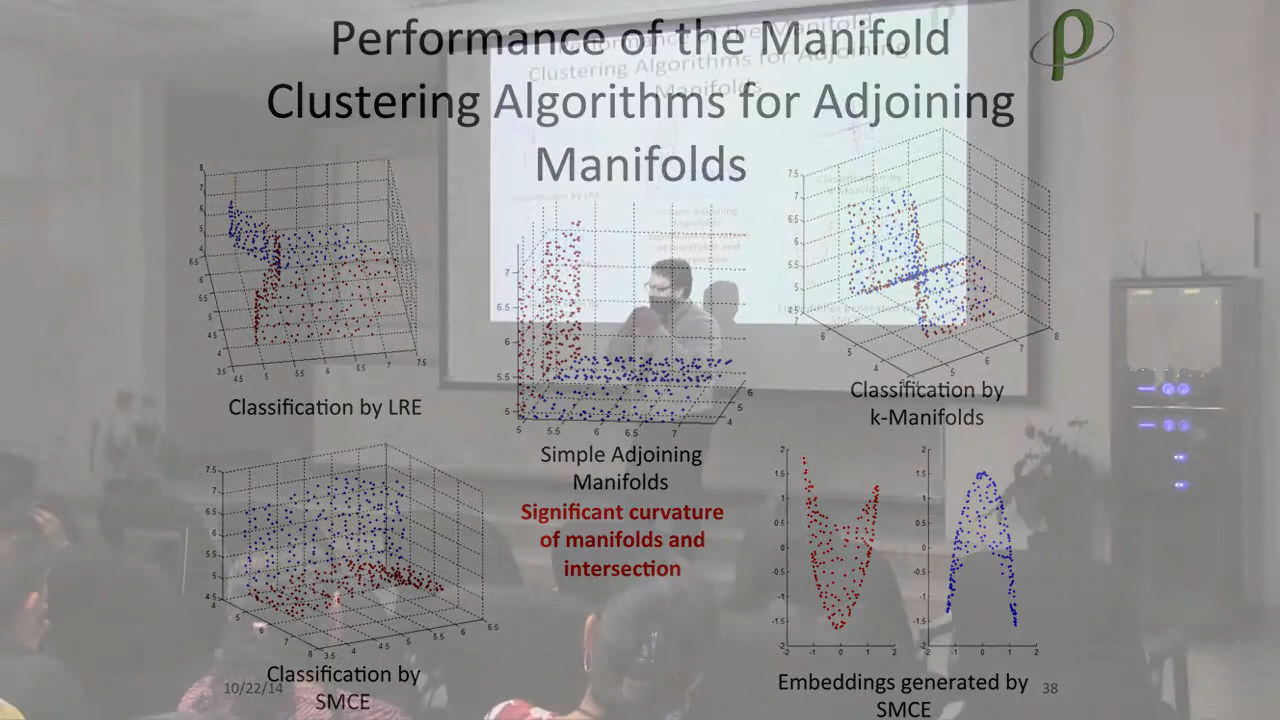 Performance of the Manifold
Clustering Algorithms for Adjoining
Manifolds
ρ
Classification by LRE
Simple Adjoining
Manifolds
Significant curvature
of manifolds and
intersection
Classification by
k-Manifolds
Classification by
SMCE
Embeddings generated by
SMCE
10/22/14
38